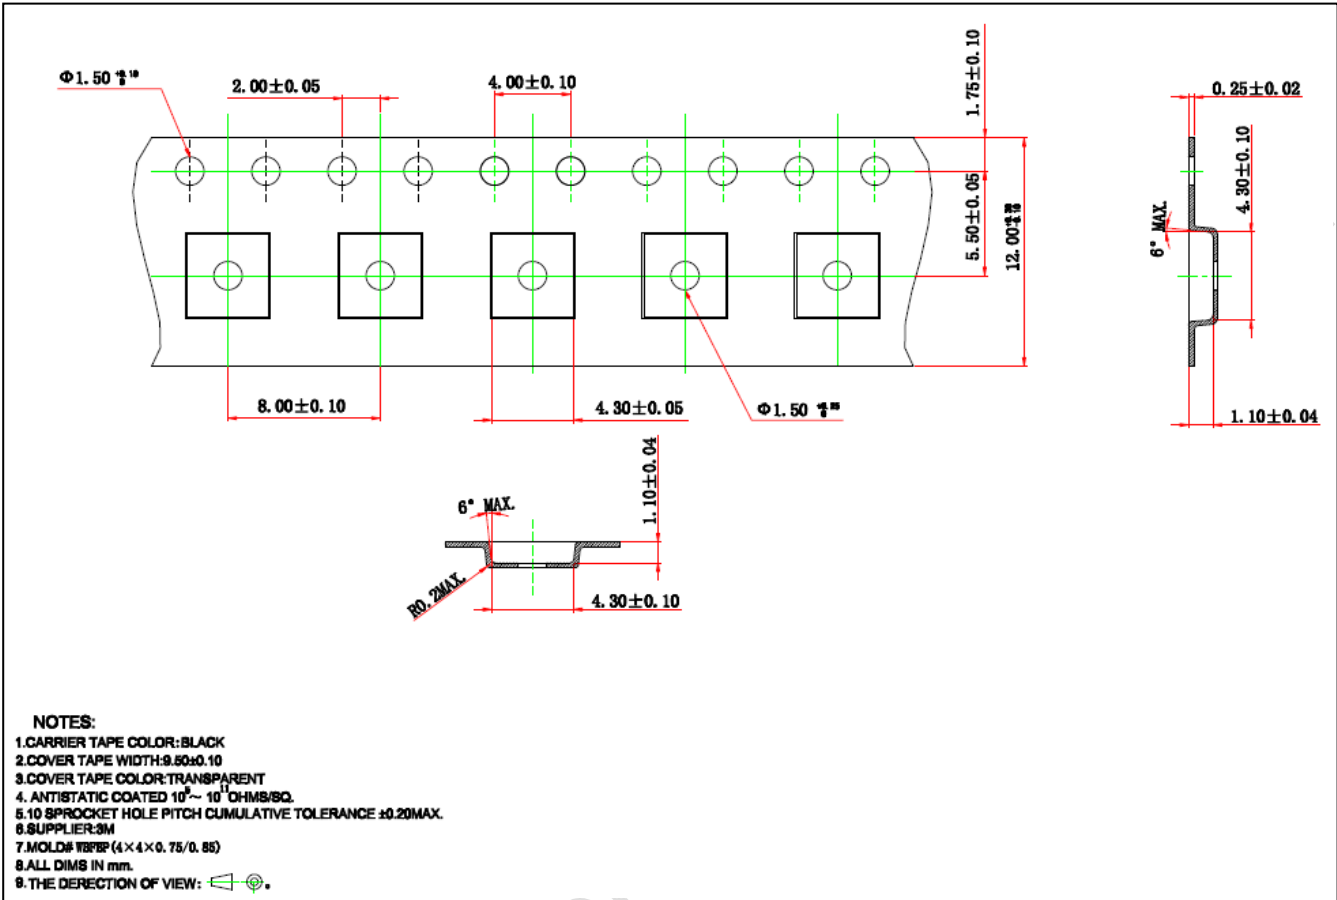 Φ1.50 +0.10 0
2.00±0.05
4.00±0.10
1.75±0.10
0.25±0.02
5.50±0.05
12.00
4.30±0.10
6° MAX.
8.00±0.10
4.30±0.05
Φ1.50
1.10±0.04
6° MAX.
1.10±0.04
R0.2MAX.
4.30±0.10
NOTES:
1.CARRIER TAPE COLOR:BLACK
2.COVER TAPE WIDTH:9.50±0.10
3.COVER TAPE COLOR:TRANSPARENT
4. ANTISTATIC COATED 10 ~ 10¹¹ OHMS/SQ.
5.10 SPROCKET HOLE PITCH CUMULATIVE TOLERANCE ±0.20MAX.
6.SUPPLIER:3M
7.MOLD# (4×4×0.75/0.85)
8.ALL DIMS IN mm.
9.THE DERECTION OF VIEW: